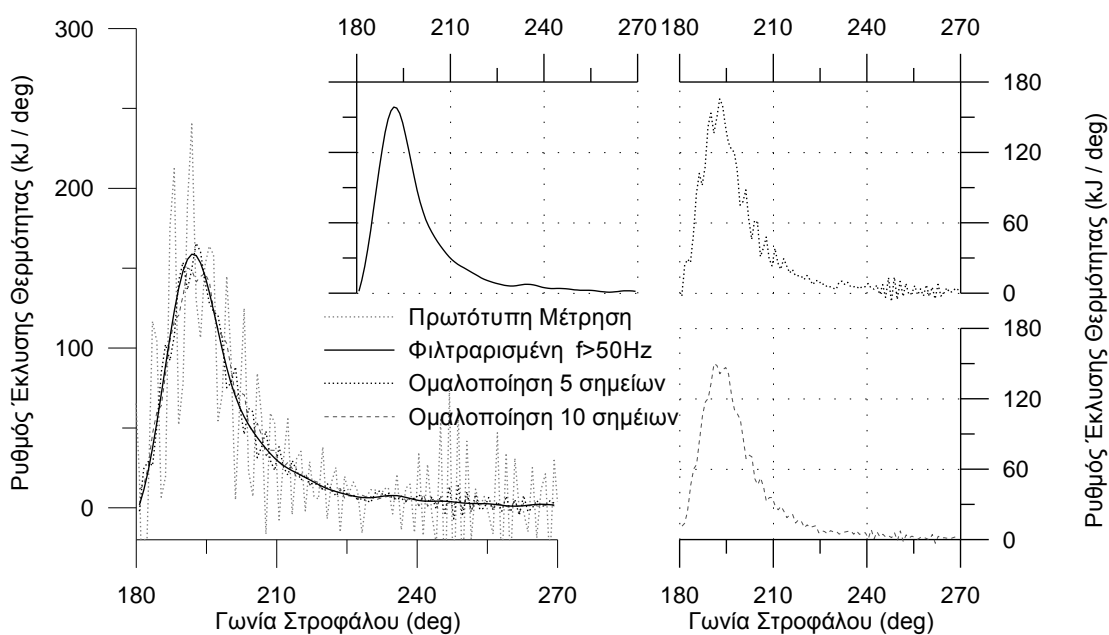 180 210 240 270 180 210 240 270
300
200
100
0
180 210 240 270
Γωνία Στροφάλου (deg)
Ρυθμός Έκλυσης Θερμότητας (kJ / deg)
Πρωτότυπη Μέτρηση
Φιλτραρισμένη f>50Hz
Ομαλοποίηση 5 σημείων
Ομαλοποίηση 10 σημέιων
180
120
60
0
180
120
60
0
180 210 240 270
Γωνία Στροφάλου (deg)
Ρυθμός Έκλυσης Θερμότητας (kJ / deg)